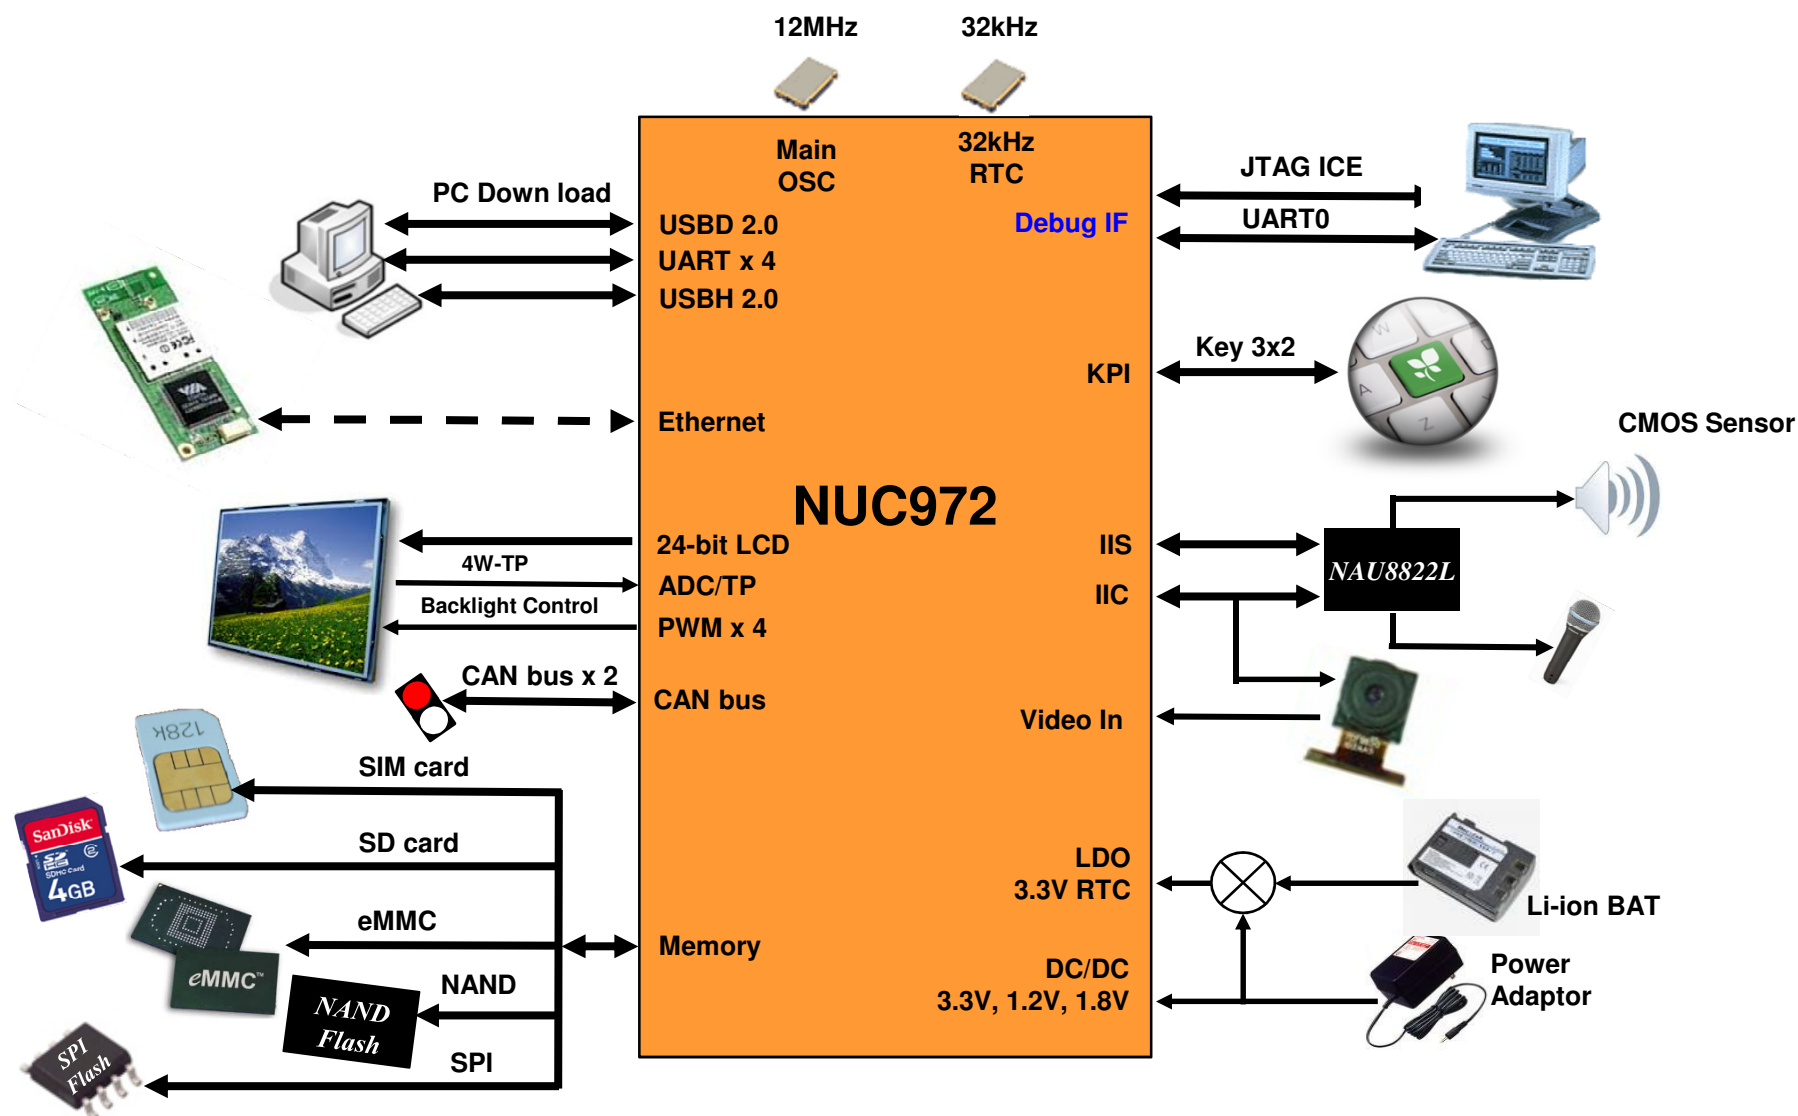 12MHz
32kHz
Main
OSC
32kHz
RTC
PC Down load
USBD 2.0
UART x 4
USBH 2.0
Debug IF
JTAG ICE
UART0
KPI
Key 3x2
Ethernet
VIA
CMOS Sensor
NUC972
24-bit LCD
4W-TP
ADC/TP
Backlight Control
PWM x 4
IIS
IIC
NAU8822L
CAN bus x 2
CAN bus
Video In
128k
SIM card
SanDisk
SDHC Card
4GB
SD card
LDO
3.3V RTC
Li-ion BAT
eMMC
eMMC™
Memory
DC/DC
3.3V, 1.2V, 1.8V
Power
Adaptor
NAND
NAND
Flash
SPI
SPI
Flash